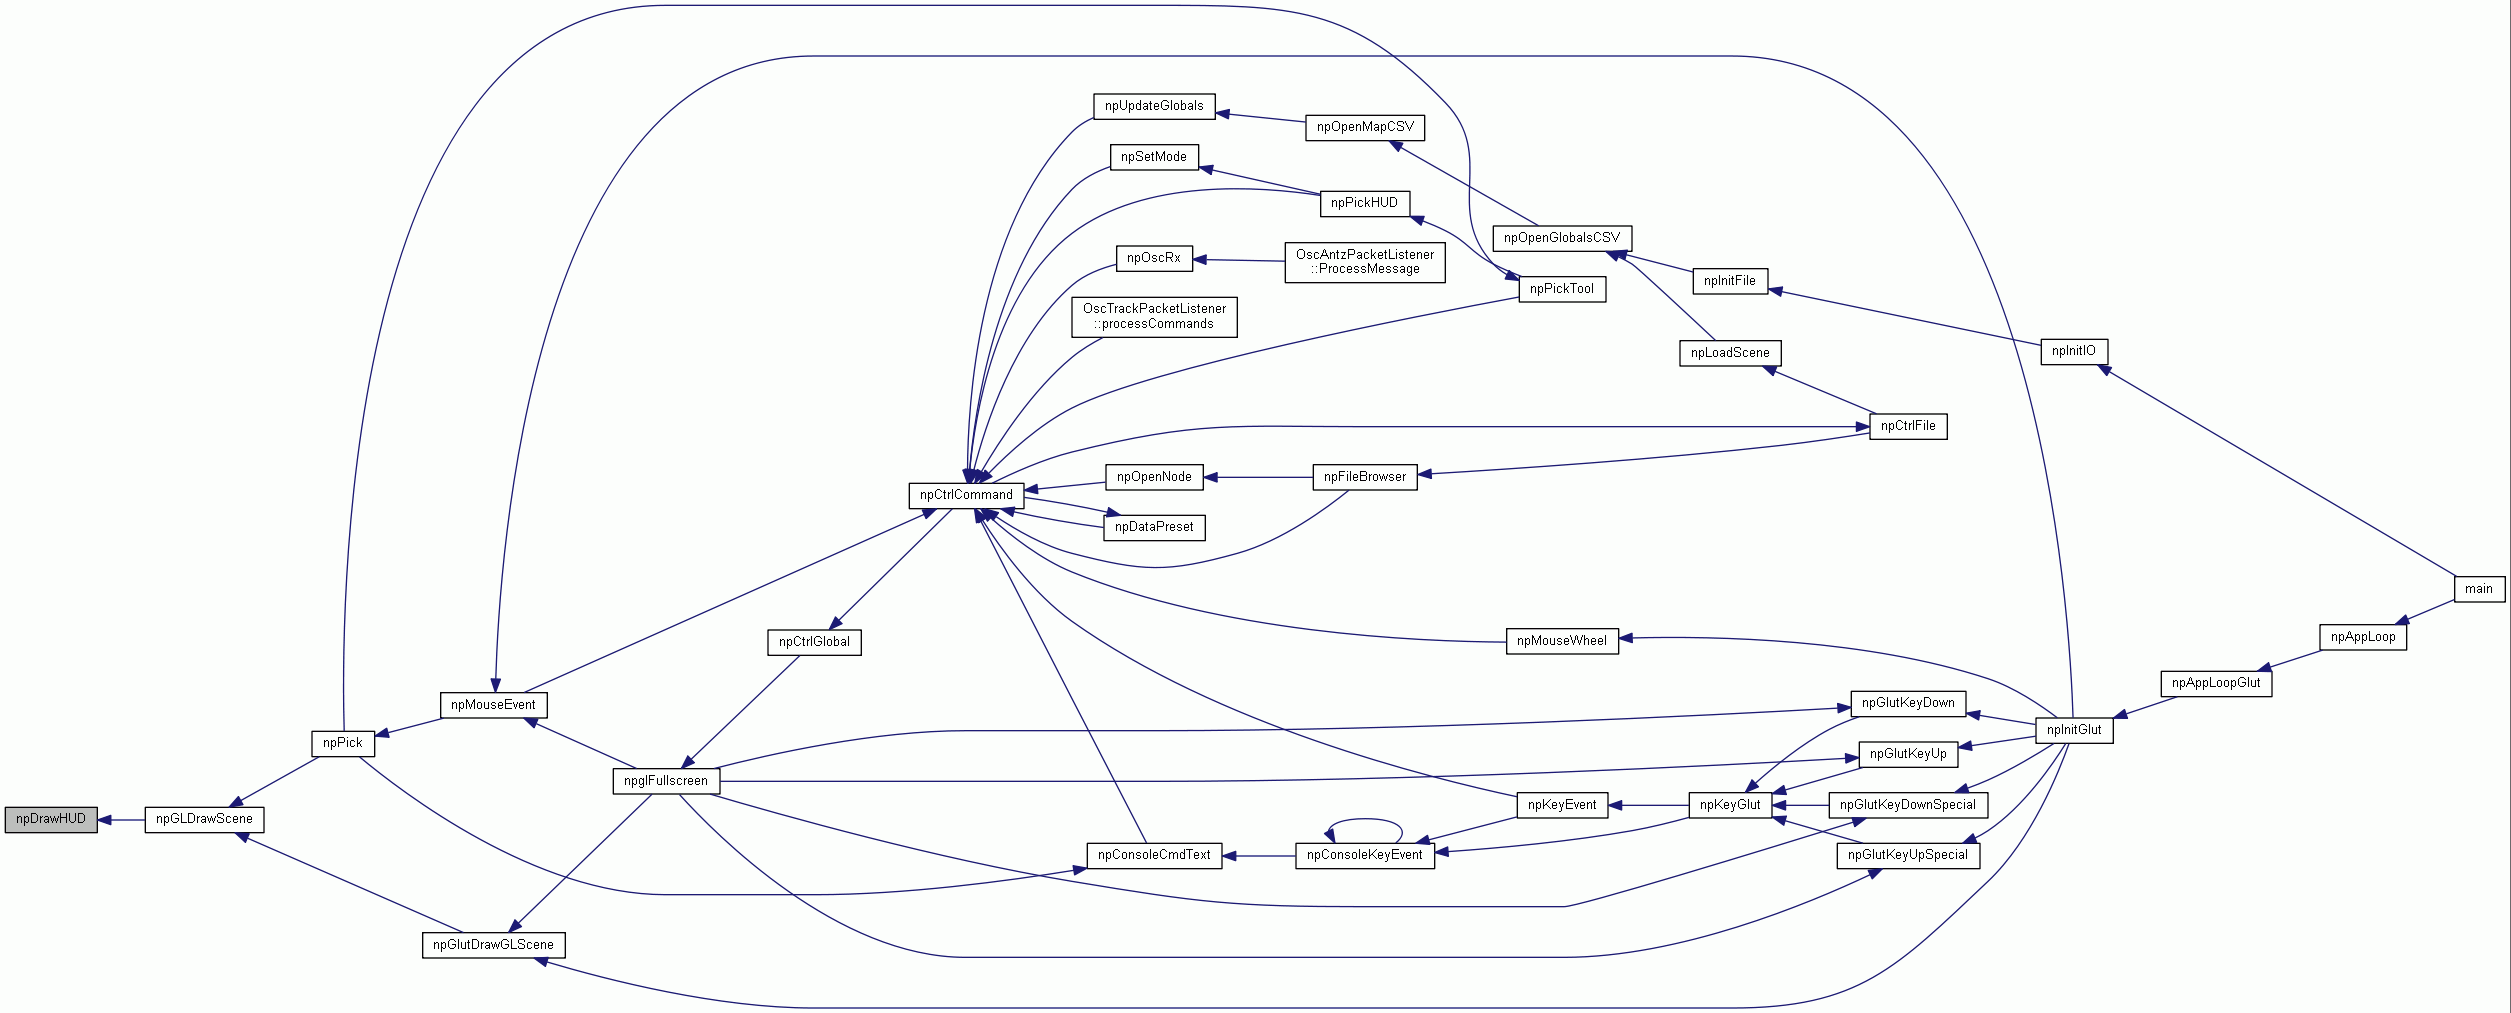 npUpdateGlobals
npOpenMapCSV
npSetMode
npPickHUD
npOpenGlobalsCSV
npOscRx
OscAntzPacketListener
::ProcessMessage
npInitFile
npPickTool
OscTrackPacketListener
::processCommands
npLoadScene
npInitIO
npCtrlFile
npOpenNode
npFileBrowser
npCtrlCommand
npDataPreset
main
npCtrlGlobal
npMouseWheel
npAppLoop
npAppLoopGlut
npMouseEvent
npGlutKeyDown
npPick
npInitGlut
npGlutKeyUp
npglFullscreen
npKeyEvent
npKeyGlut
npGlutKeyDownSpecial
npDrawHUD
npGLDrawScene
npConsoleCmdText
npConsoleKeyEvent
npGlutKeyUpSpecial
npGlutDrawGLScene